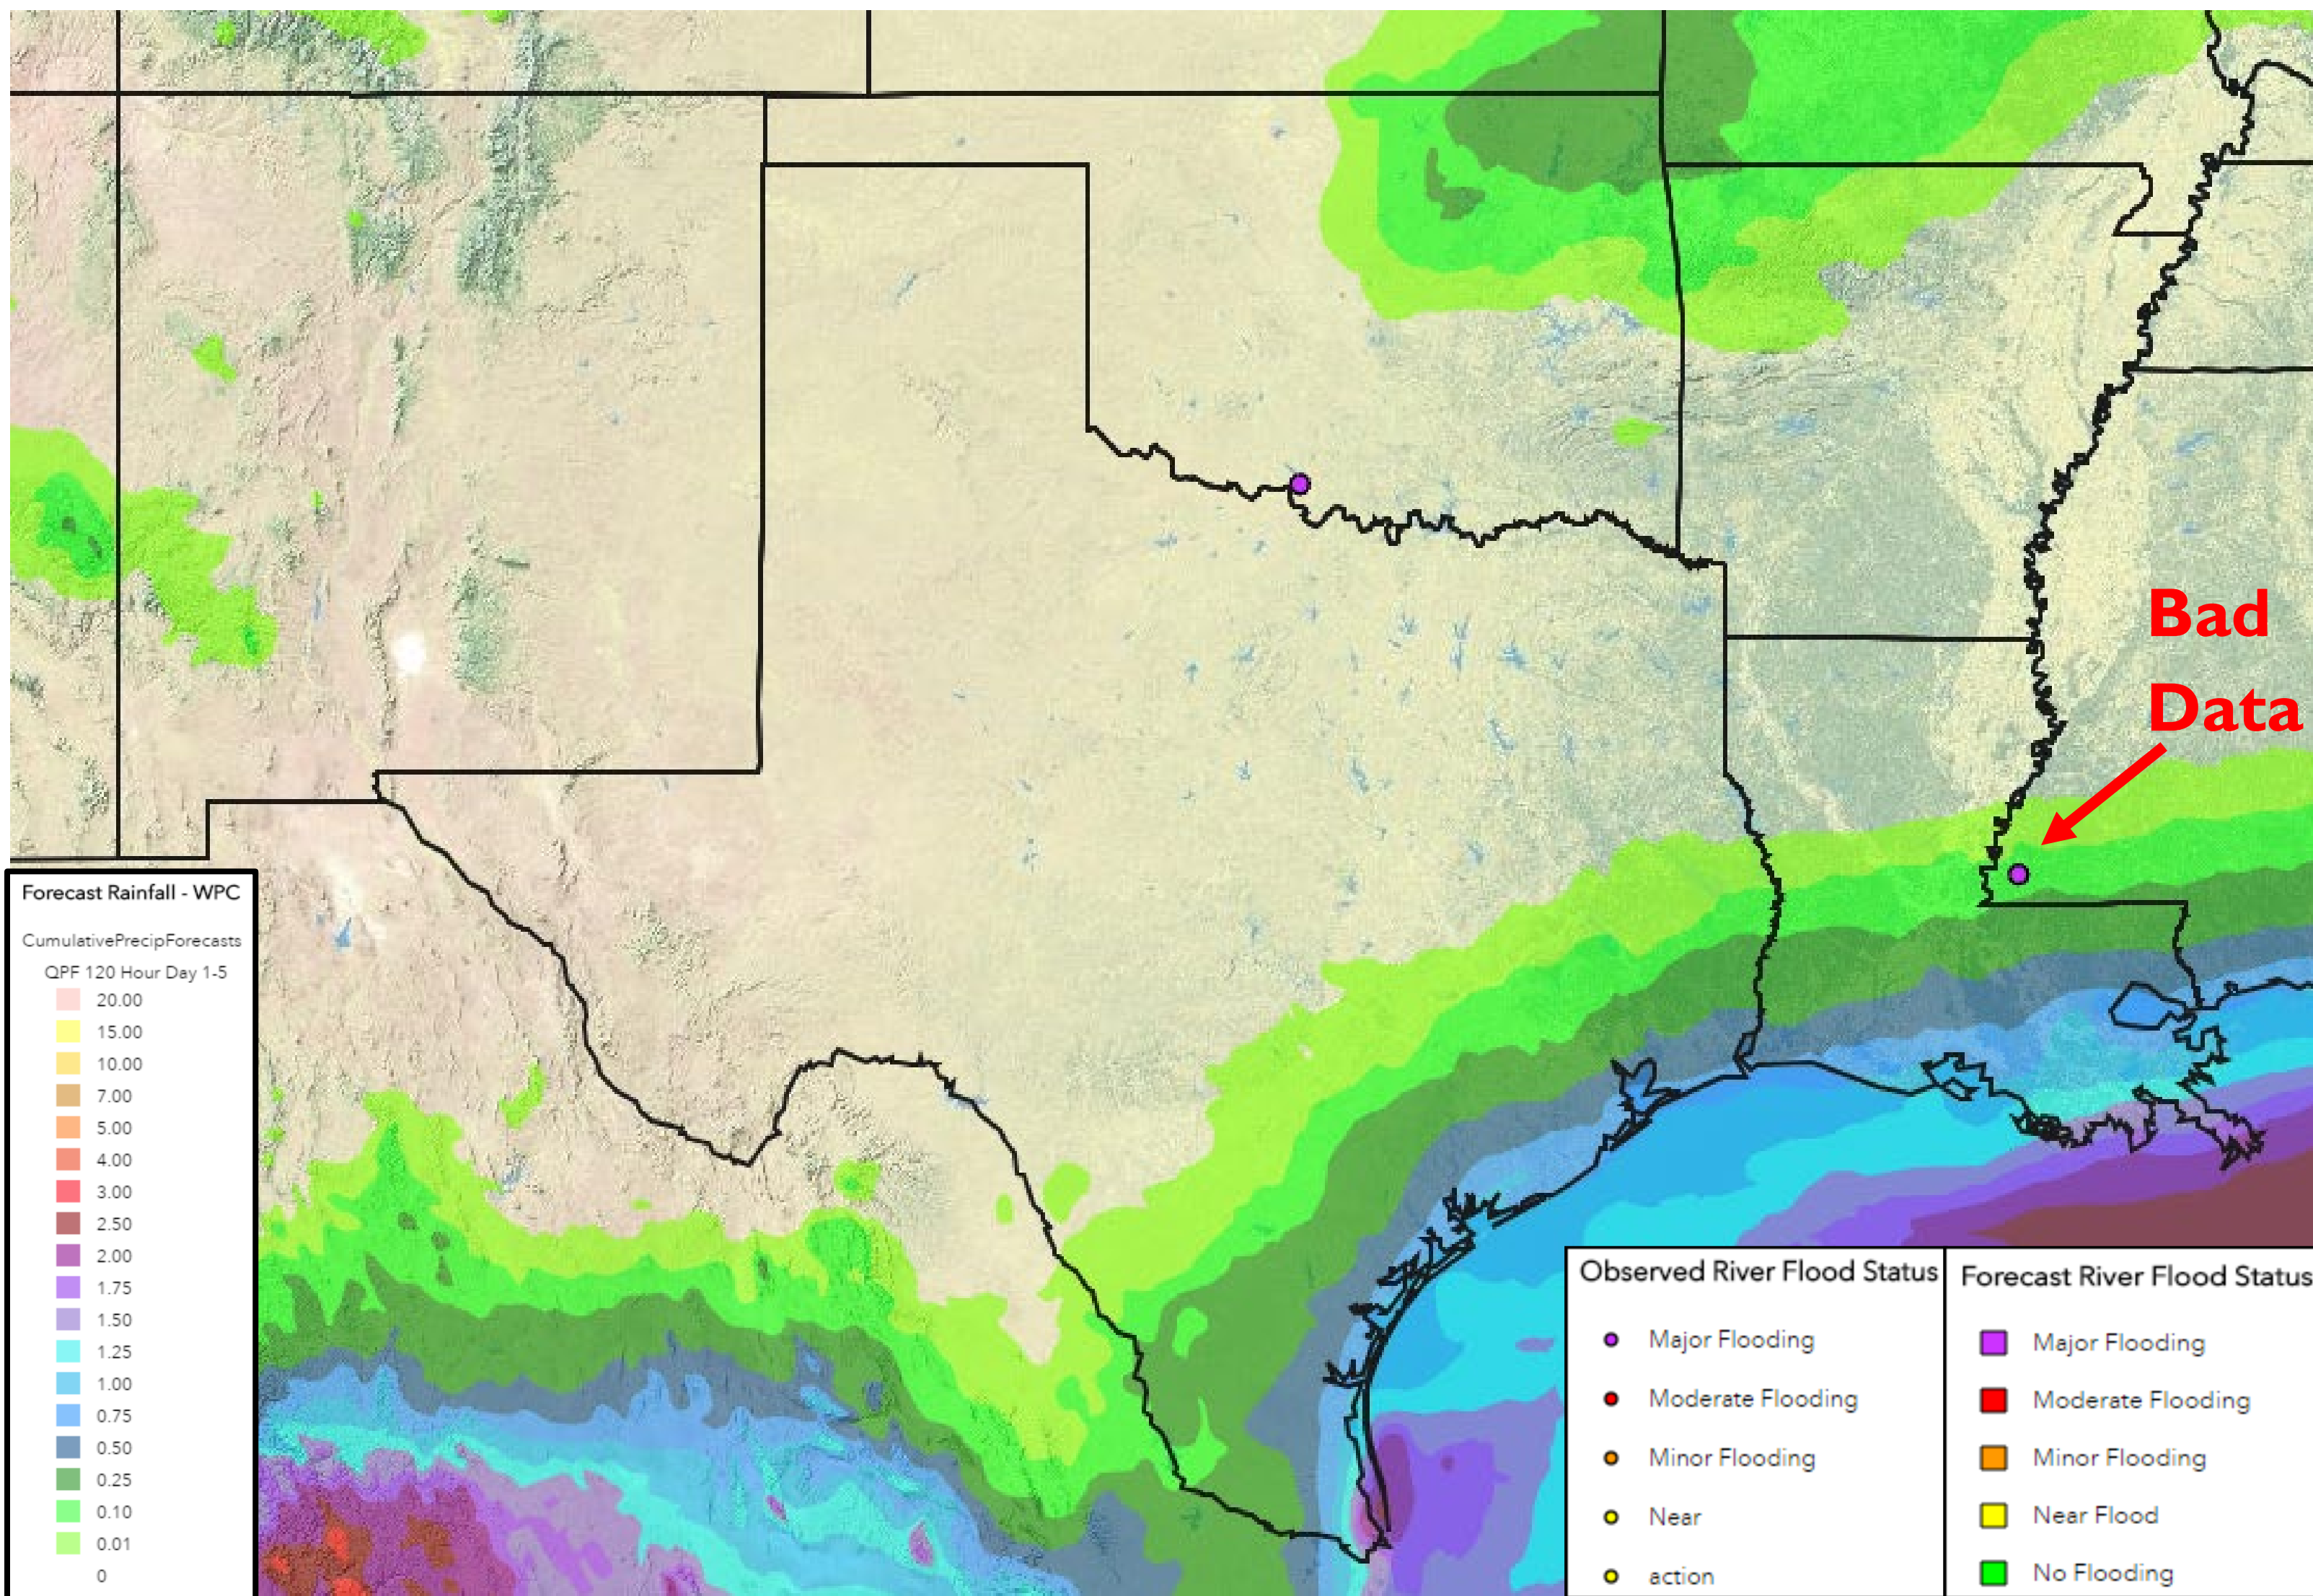 Bad
Data
Forecast Rainfall - WPC
CumulativePrecipForecasts
QPF 120 Hour Day 1-5
20.00
15.00
10.00
7.00
5.00
4.00
3.00
2.50
2.00
1.75
1.50
1.25
1.00
0.75
0.50
0.25
0.10
0.01
0
Observed River Flood Status
Major Flooding
Moderate Flooding
Minor Flooding
Near
action
Forecast River Flood Status
Major Flooding
Moderate Flooding
Minor Flooding
Near Flood
No Flooding